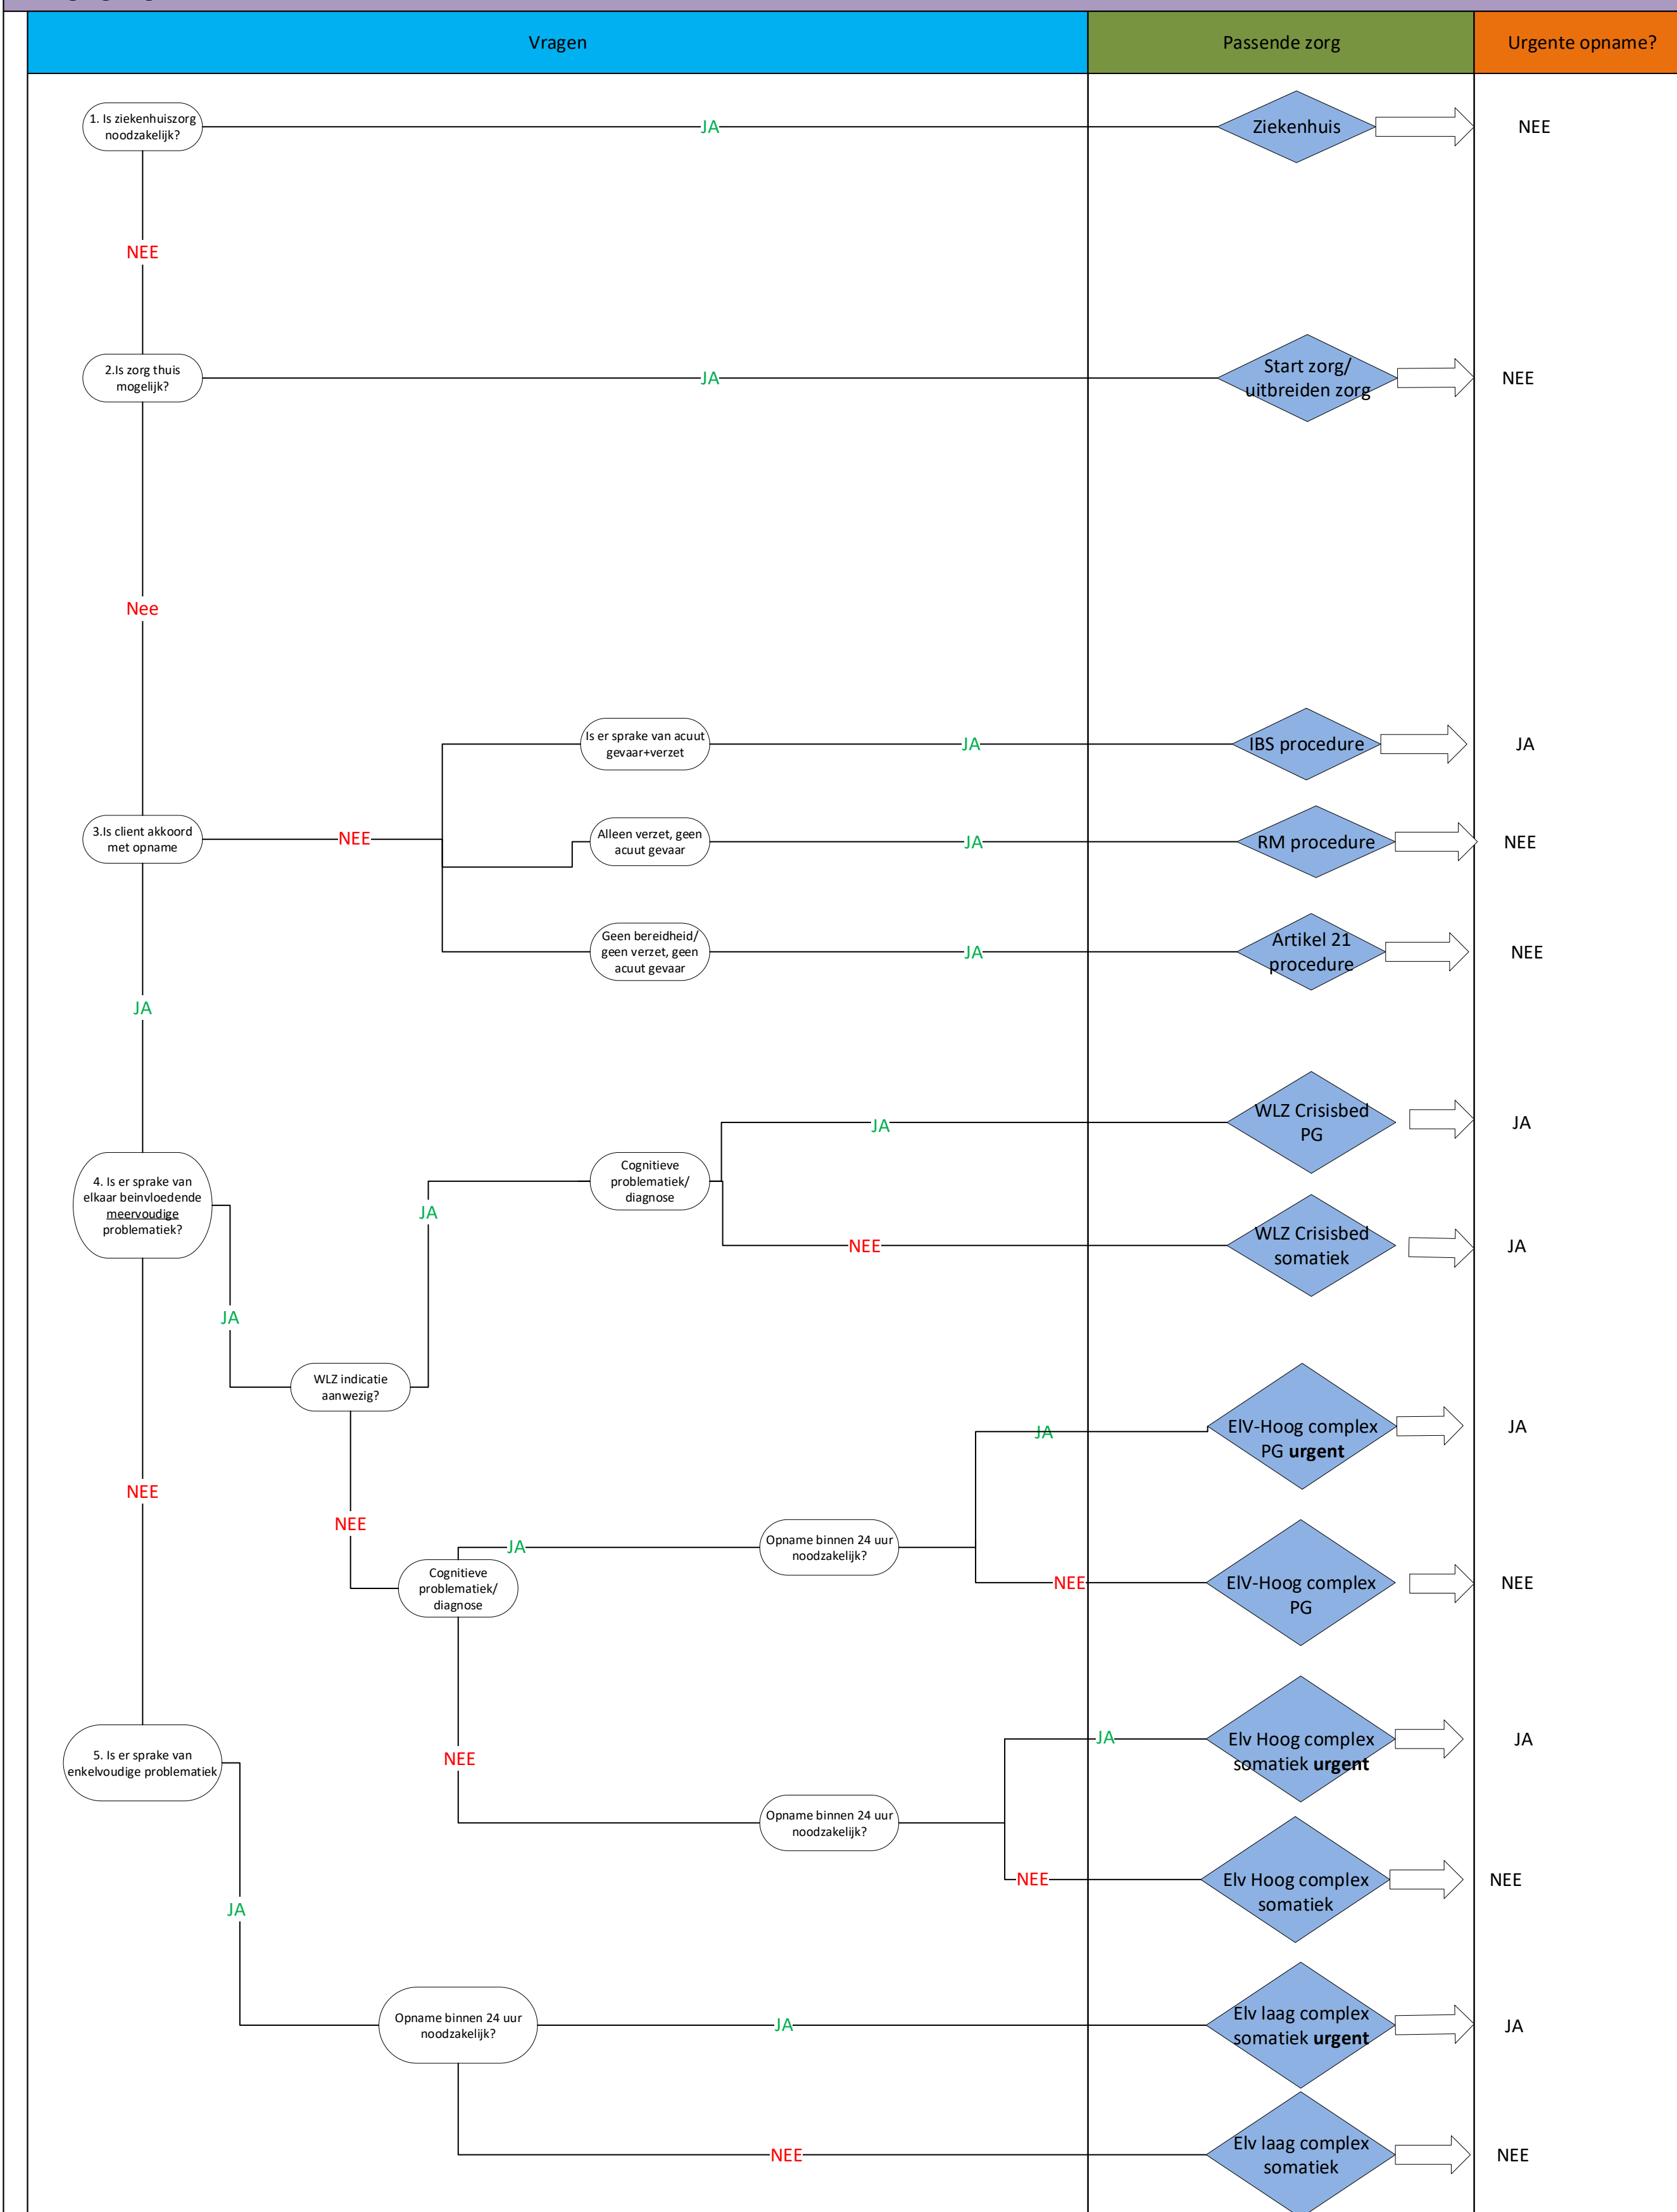 Vragen
Passende zorg
Urgente opname?
1. Is ziekenhuiszorg
noodzakelijk?
JA
Ziekenhuis
NEE
NEE
2.Is zorg thuis
mogelijk?
JA
Start zorg/
uitbreiden zorg
NEE
Nee
Is er sprake van acuut
gevaar+verzet
JA
IBS procedure
JA
3.Is client akkoord
met opname
NEE
Alleen verzet, geen
acuut gevaar
JA
RM procedure
NEE
Geen bereidheid/
geen verzet, geen
acuut gevaar
JA
Artikel 21
procedure
NEE
JA
4. Is er sprake van
elkaar beinvloedende
meervoudige
problematiek?
JA
WLZ indicatie
aanwezig?
JA
Cognitieve
problematiek/
diagnose
JA
WLZ Crisisbed
PG
JA
NEE
WLZ Crisisbed
somatiek
JA
NEE
Cognitieve
problematiek/
diagnose
JA
Opname binnen 24 uur
noodzakelijk?
JA
ElV-Hoog complex
PG urgent
JA
NEE
ElV-Hoog complex
PG
NEE
NEE
Opname binnen 24 uur
noodzakelijk?
JA
Elv Hoog complex
somatiek urgent
JA
NEE
Elv Hoog complex
somatiek
NEE
NEE
5. Is er sprake van
enkelvoudige problematiek
JA
Opname binnen 24 uur
noodzakelijk?
JA
Elv laag complex
somatiek urgent
JA
NEE
Elv laag complex
somatiek
NEE